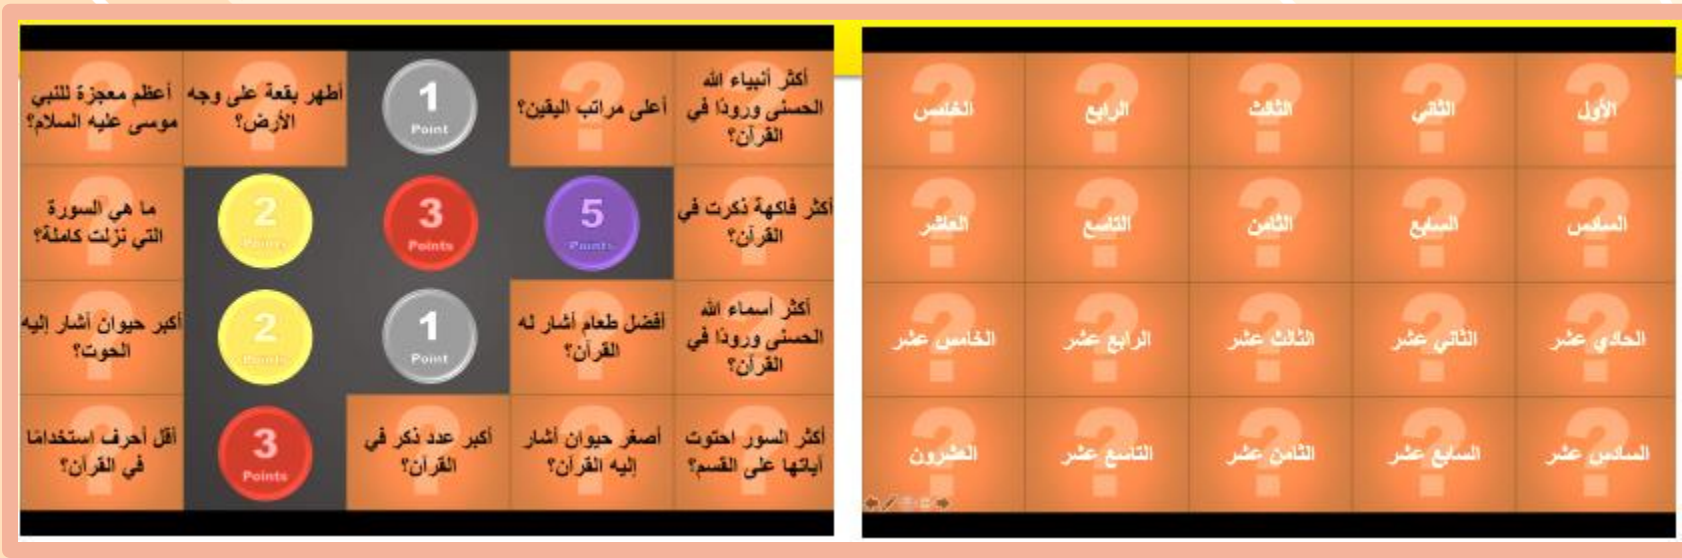 أكثر أنبياء الله
الحسنى ورودًا في
القرآن؟
أعلى مراتب اليقين؟
1
Point
أطهر بقعة على وجه
الأرض؟
أعظم معجزة للنبي
موسى عليه السلام؟
أكثر فاكهة ذكرت في
القرآن؟
5
Points
3
Points
2
Points
ما هي السورة
التي نزلت كاملة؟
أكثر أسماء الله
الحسنى ورودًا في
القرآن؟
أفضل طعام أشار له
القرآن؟
1
Point
2
Points
أكبر حيوان أشار إليه
الحوت؟
أكثر السور احتوت
آياتها على القسم؟
أصغر حيوان أشار
إليه القرآن؟
أكبر عدد ذكر في
القرآن؟
3
Points
أقل أحرف استخدامًا
في القرآن؟
الأول
الثاني
الثالث
الرابع
الخامس
السادس
السابع
الثامن
التاسع
العاشر
الحادي عشر
الثاني عشر
الثالث عشر
الرابع عشر
الخامس عشر
السادس عشر
السابع عشر
الثامن عشر
التاسع عشر
العشرون